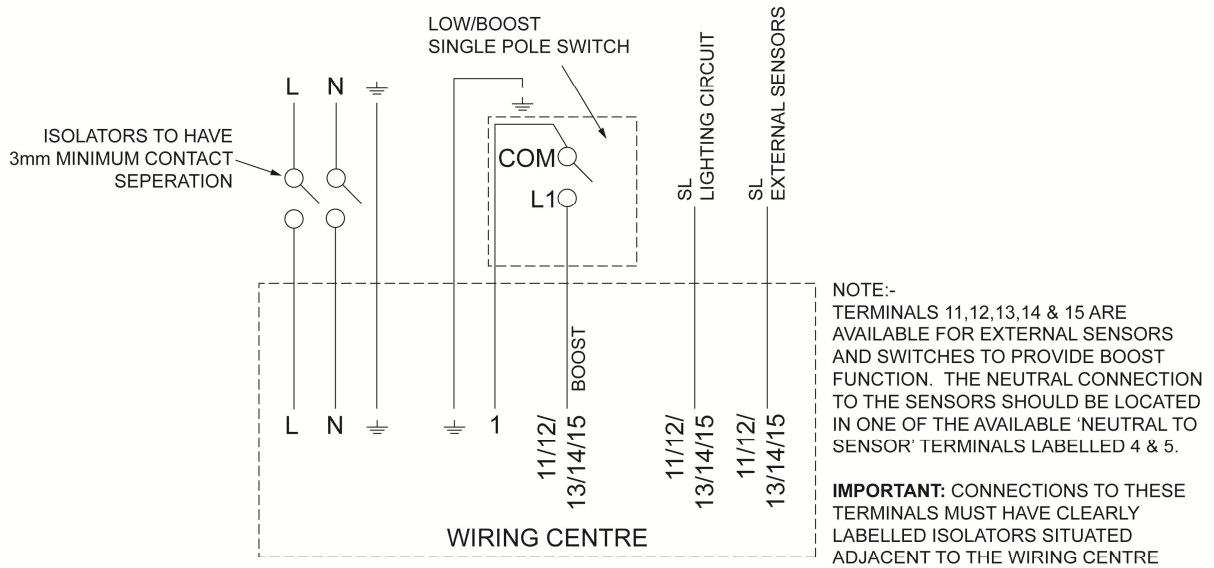 LOW/BOOST
SINGLE POLE SWITCH
L N
ISOLATORS TO HAVE
3mm MINIMUM CONTACT
SEPERATION
COM
L1
SL
LIGHTING CIRCUIT
SL
EXTERNAL SENSORS
BOOST
L N 1
11/12/
13/14/15
11/12/
13/14/15
11/12/
13/14/15
WIRING CENTRE
NOTE:-
TERMINALS 11,12,13,14 & 15 ARE
AVAILABLE FOR EXTERNAL SENSORS
AND SWITCHES TO PROVIDE BOOST
FUNCTION. THE NEUTRAL CONNECTION
TO THE SENSORS SHOULD BE LOCATED
IN ONE OF THE AVAILABLE ‘NEUTRAL TO
SENSOR’ TERMINALS LABELLED 4 & 5.
IMPORTANT: CONNECTIONS TO THESE
TERMINALS MUST HAVE CLEARLY
LABELLED ISOLATORS SITUATED
ADJACENT TO THE WIRING CENTRE